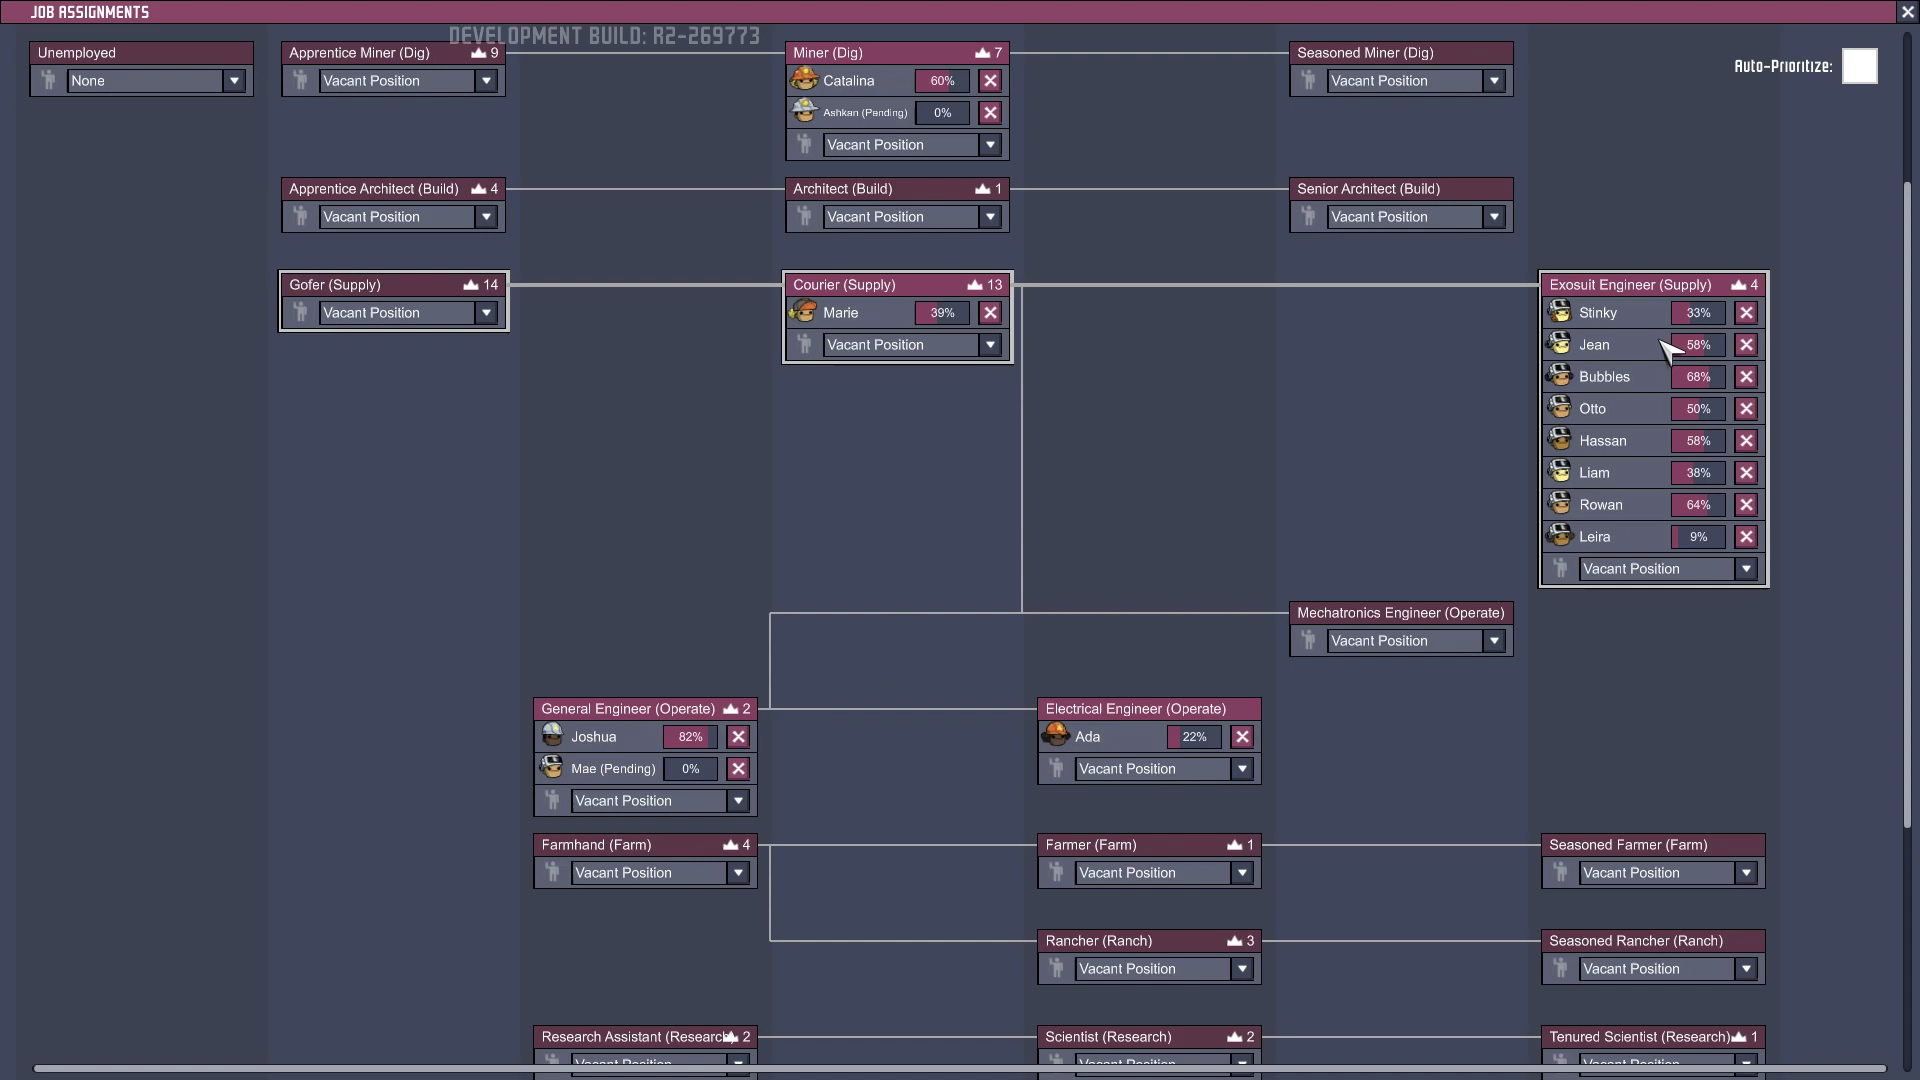 JOB ASSIGNMENTS
DEVELOPMENT BUILD: R2-269773
Auto-Prioritize:
Unemployed
None
Apprentice Miner (Dig) 9
Vacant Position
Miner (Dig) 7
Catalina 60%
Ashkan (Pending) 0%
Vacant Position
Seasoned Miner (Dig)
Vacant Position
Apprentice Architect (Build) 4
Vacant Position
Architect (Build) 1
Vacant Position
Senior Architect (Build)
Vacant Position
Gofer (Supply) 14
Vacant Position
Courier (Supply) 13
Marie 39%
Vacant Position
Exosuit Engineer (Supply) 4
Stinky 33%
Jean 58%
Bubbles 68%
Otto 50%
Hassan 58%
Liam 38%
Rowan 64%
Leira 9%
Vacant Position
Mechatronics Engineer (Operate)
Vacant Position
General Engineer (Operate) 2
Joshua 82%
Mae (Pending) 0%
Vacant Position
Electrical Engineer (Operate)
Ada 22%
Vacant Position
Farmhand (Farm) 4
Vacant Position
Farmer (Farm) 1
Vacant Position
Seasoned Farmer (Farm)
Vacant Position
Rancher (Ranch) 3
Vacant Position
Seasoned Rancher (Ranch)
Vacant Position
Research Assistant (Research) 2
Vacant Position
Scientist (Research) 2
Vacant Position
Tenured Scientist (Research) 1
Vacant Position